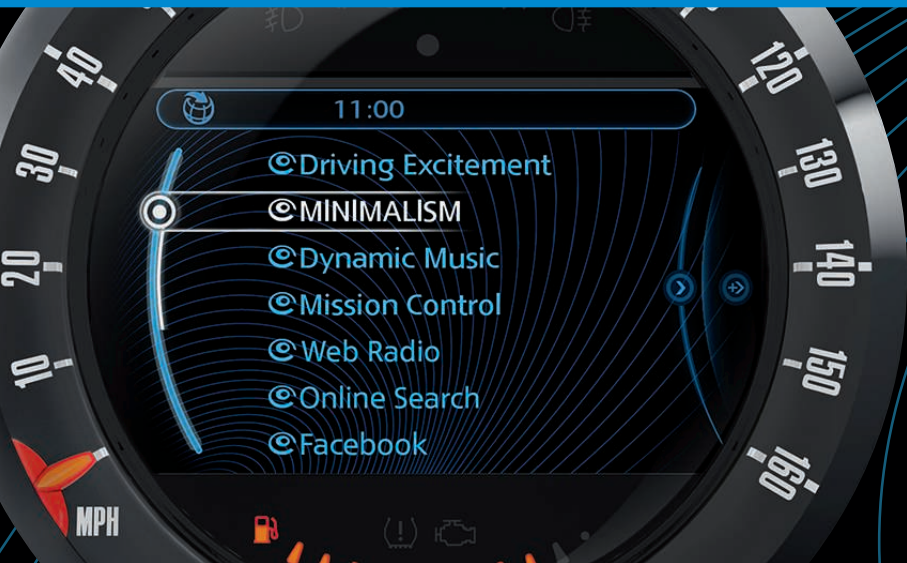 11:00
Driving Excitement
MINIMALISM
Dynamic Music
Mission Control
Web Radio
Online Search
Facebook
40
30
20
10
MPH
120
130
140
150
160